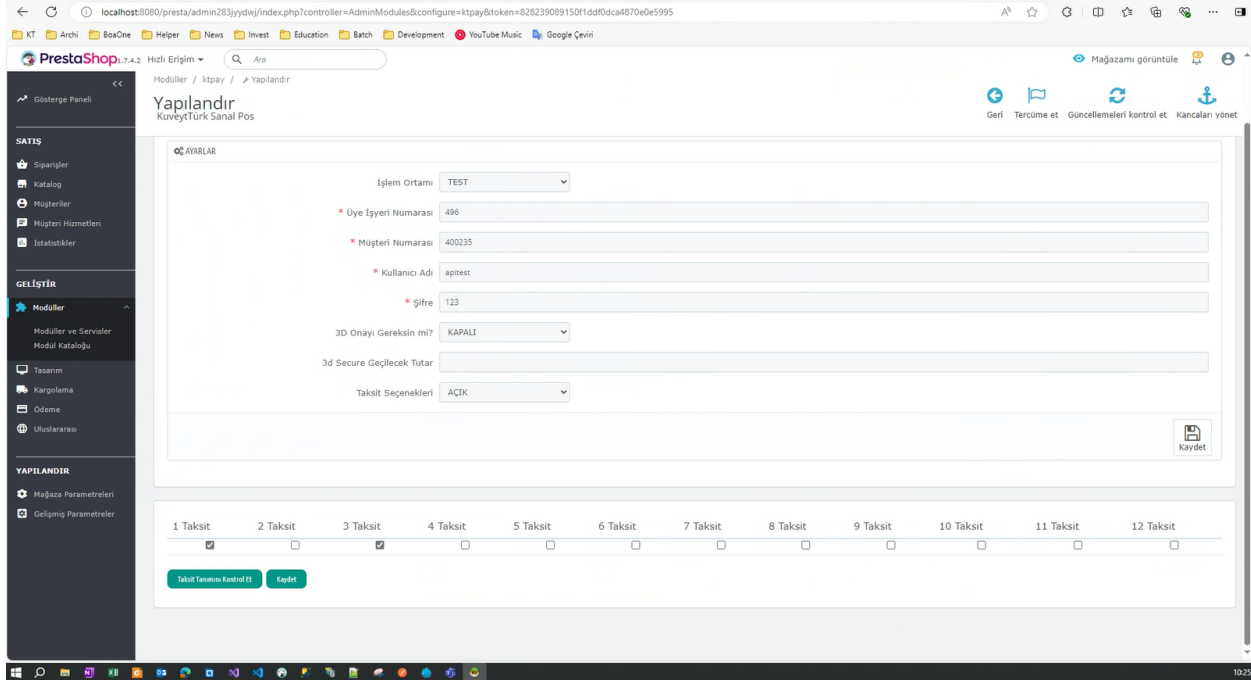 localhost:8080/presta/admin283jyydwj/index.php?controller=AdminModules&configure=ktpay&token=828239089150f1ddf0dca4870e0e5995
KT Archi BoaOne Helper News Invest Education Batch Development YouTube Music Google Çeviri
PrestaShop 1.7.4.2 Hızlı Erişim Ara Mağazamı görüntüle
<<
Modüller / ktpay / Yapılandır
Yapılandır
KuveytTürk Sanal Pos
Geri Tercüme et Güncellemeleri kontrol et Kancaları yönet
Gösterge Paneli
SATIŞ
Siparişler
Katalog
Müşteriler
Müşteri Hizmetleri
İstatistikler
GELİŞTİR
Modüller
Modüller ve Servisler
Modül Kataloğu
Tasarım
Kargolama
Ödeme
Uluslararası
YAPILANDIR
Mağaza Parametreleri
Gelişmiş Parametreler
AYARLAR
İşlem Ortamı TEST
* Üye İşyeri Numarası 496
* Müşteri Numarası 400235
* Kullanıcı Adı apitest
* Şifre 123
3D Onayı Gereksin mi? KAPALI
3d Secure Geçilecek Tutar
Taksit Seçenekleri AÇIK
Kaydet
1 Taksit 2 Taksit 3 Taksit 4 Taksit 5 Taksit 6 Taksit 7 Taksit 8 Taksit 9 Taksit 10 Taksit 11 Taksit 12 Taksit
Taksit Tanımını Kontrol Et Kaydet
10:25